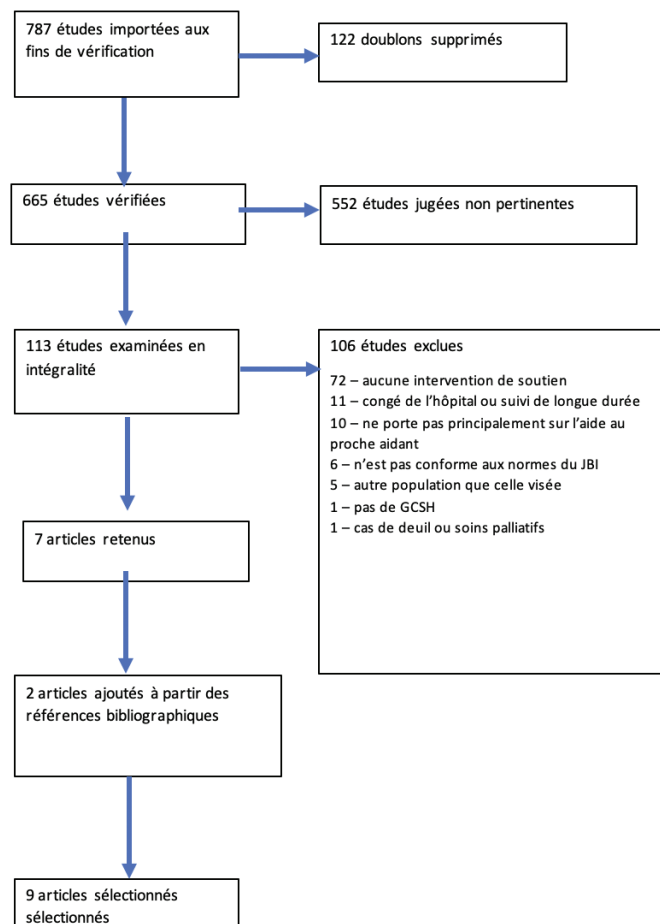 787 études importées aux
fins de vérification
122 doublons supprimés
665 études vérifiées
552 études jugées non pertinentes
113 études examinées en
intégralité
106 études exclues
72 – aucune intervention de soutien
11 – congé de l'hôpital ou suivi de longue durée
10 – ne porte pas principalement sur l'aide au
proche aidant
6 – n'est pas conforme aux normes du JBI
5 – autre population que celle visée
1 – pas de GCSH
1 – cas de deuil ou soins palliatifs
7 articles retenus
2 articles ajoutés à partir des
références bibliographiques
9 articles sélectionnés
sélectionnés